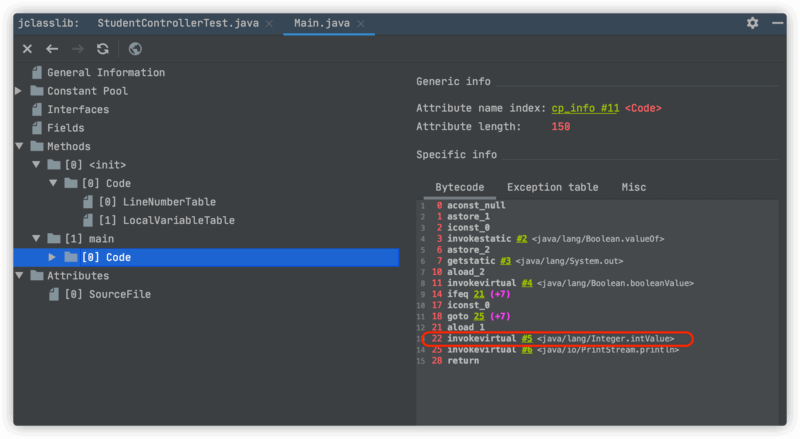 jclasslib: StudentControllerTest.java Main.java
General Information
Constant Pool
Interfaces
Fields
Methods
[0] <init>
[0] Code
[0] LineNumberTable
[1] LocalVariableTable
[1] main
[0] Code
Attributes
[0] SourceFile
Generic info
Attribute name index: cp_info #11 <Code>
Attribute length: 150
Specific info
Bytecode Exception table Misc
1 0 aconst_null
2 1 astore_1
3 2 iconst_0
4 3 invokestatic #2 <java/lang/Boolean.valueOf>
5 6 astore_2
6 7 getstatic #3 <java/lang/System.out>
7 10 aload_2
8 11 invokevirtual #4 <java/lang/Boolean.booleanValue>
9 14 ifeq 21 (+7)
10 17 iconst_0
11 18 goto 25 (+7)
12 21 aload_1
13 22 invokevirtual #5 <java/lang/Integer.intValue>
14 25 invokevirtual #6 <java/io/PrintStream.println>
15 28 return